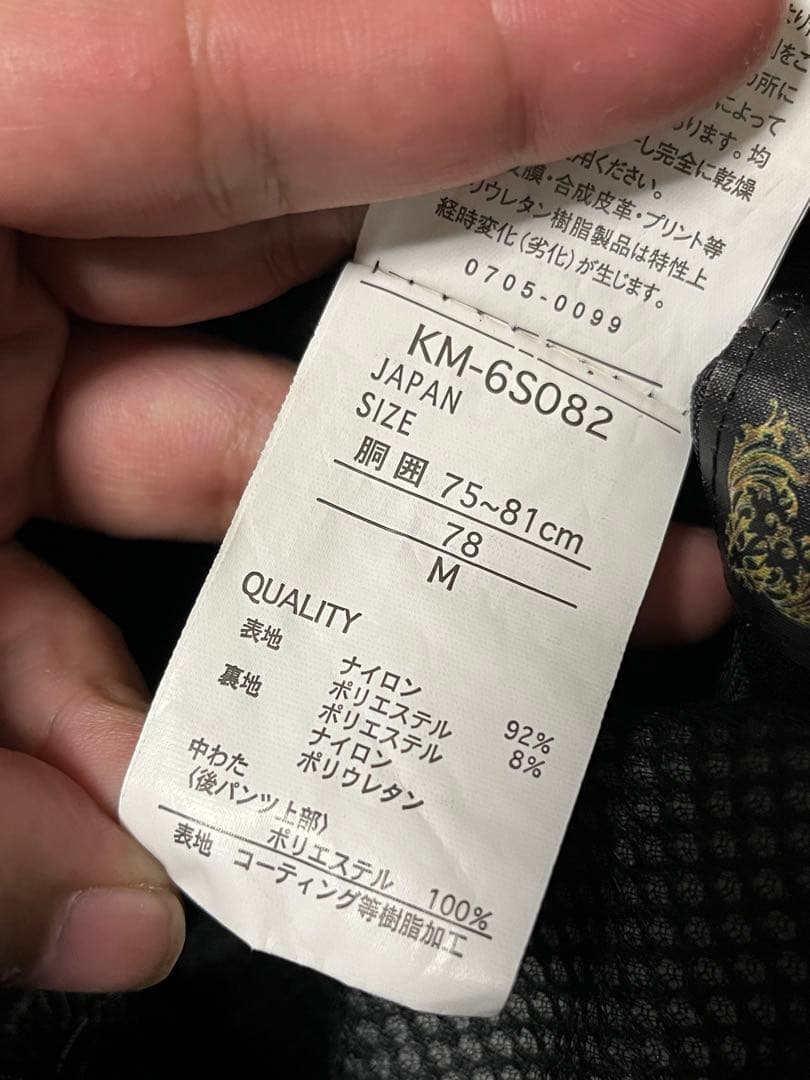 たり
をこ
所に
によって
ります。均
し完全に乾燥
用ください。
皮膜・合成皮革・プリント等
リウレタン樹脂製品は特性上
経時変化(劣化)が生じます。
0705-0099
KM-6S082
JAPAN
SIZE
胴囲 75~81cm
78
M
QUALITY
表地 ナイロン 92%
ポリエステル 8%
裏地 ポリエステル
ナイロン
ポリウレタン
中わた
(後パンツ上部)
ポリエステル 100%
表地 コーティング等樹脂加工